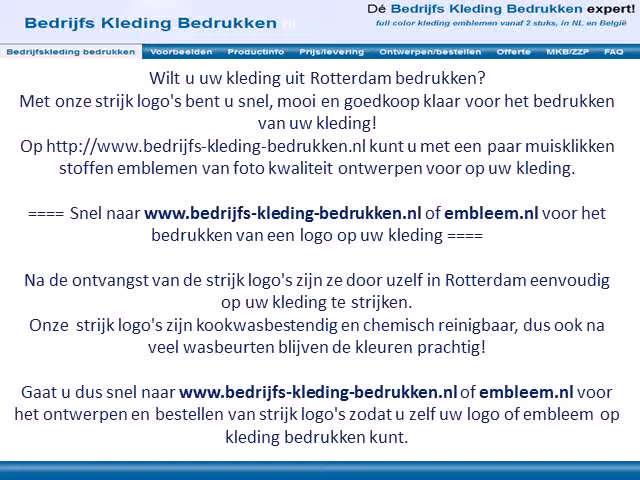 Bedrijfs Kleding Bedrukken.nl
Dé Bedrijfs Kleding Bedrukken expert!
full color kleding emblemen vanaf 2 stuks, in NL en België
Bedrijfskleding bedrukken Voorbeelden Productinfo Prijs/levering Ontwerpen/bestellen Offerte MKB/ZZP FAQ
Wilt u uw kleding uit Rotterdam bedrukken?
Met onze strijk logo's bent u snel, mooi en goedkoop klaar voor het bedrukken
van uw kleding!
Op http://www.bedrijfs-kleding-bedrukken.nl kunt u met een paar muisklikken
stoffen emblemen van foto kwaliteit ontwerpen voor op uw kleding.
==== Snel naar www.bedrijfs-kleding-bedrukken.nl of embleem.nl voor het
bedrukken van een logo op uw kleding ====
Na de ontvangst van de strijk logo's zijn ze door uzelf in Rotterdam eenvoudig
op uw kleding te strijken.
Onze strijk logo's zijn kookwasbestendig en chemisch reinigbaar, dus ook na
veel wasbeurten blijven de kleuren prachtig!
Gaat u dus snel naar www.bedrijfs-kleding-bedrukken.nl of embleem.nl voor
het ontwerpen en bestellen van strijk logo's zodat u zelf uw logo of embleem op
kleding bedrukken kunt.